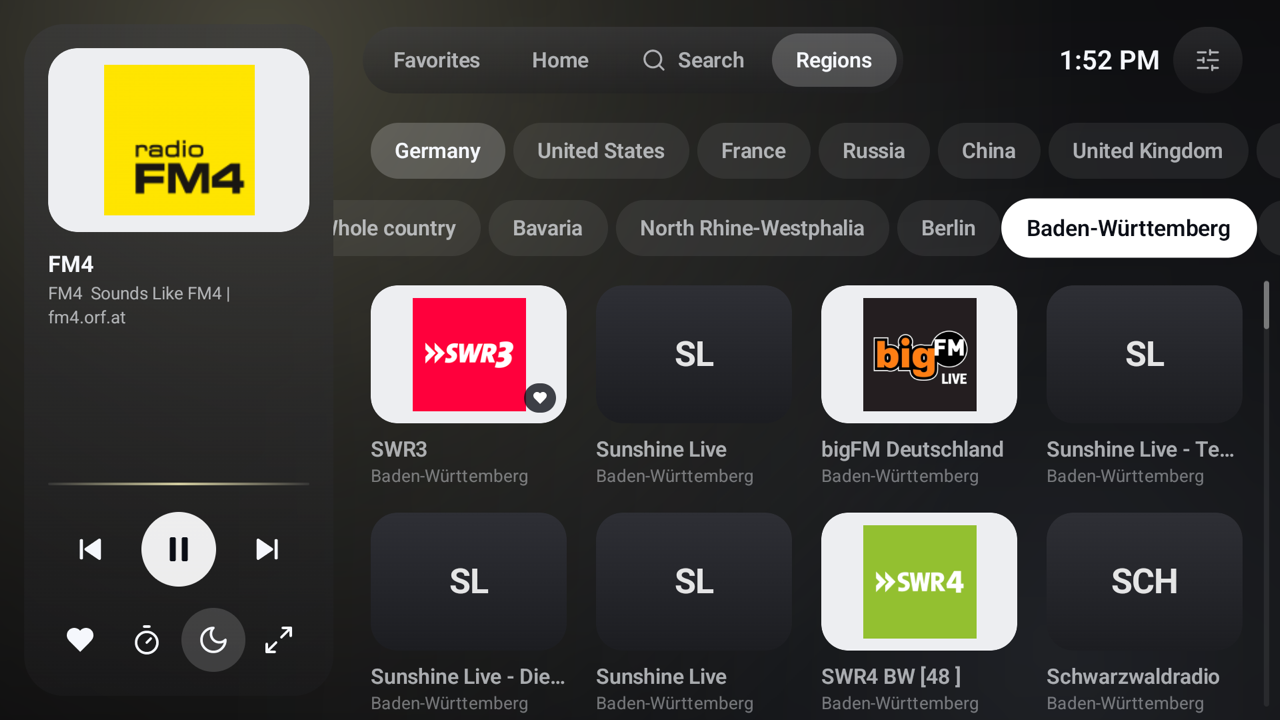 Favorites
Home
Search
Regions
1:52 PM
Germany
United States
France
Russia
China
United Kingdom
Whole country
Bavaria
North Rhine-Westphalia
Berlin
Baden-Württemberg
radio
FM4
FM4
FM4 Sounds Like FM4 |
fm4.orf.at
SWR3
SL
bigFM
LIVE
SL
SWR3
Sunshine Live
bigFM Deutschland
Sunshine Live - Te...
Baden-Württemberg
Baden-Württemberg
Baden-Württemberg
Baden-Württemberg
SL
SL
SWR4
SCH
Sunshine Live - Die...
Sunshine Live
SWR4 BW [48 ]
Schwarzwaldradio
Baden-Württemberg
Baden-Württemberg
Baden-Württemberg
Baden-Württemberg